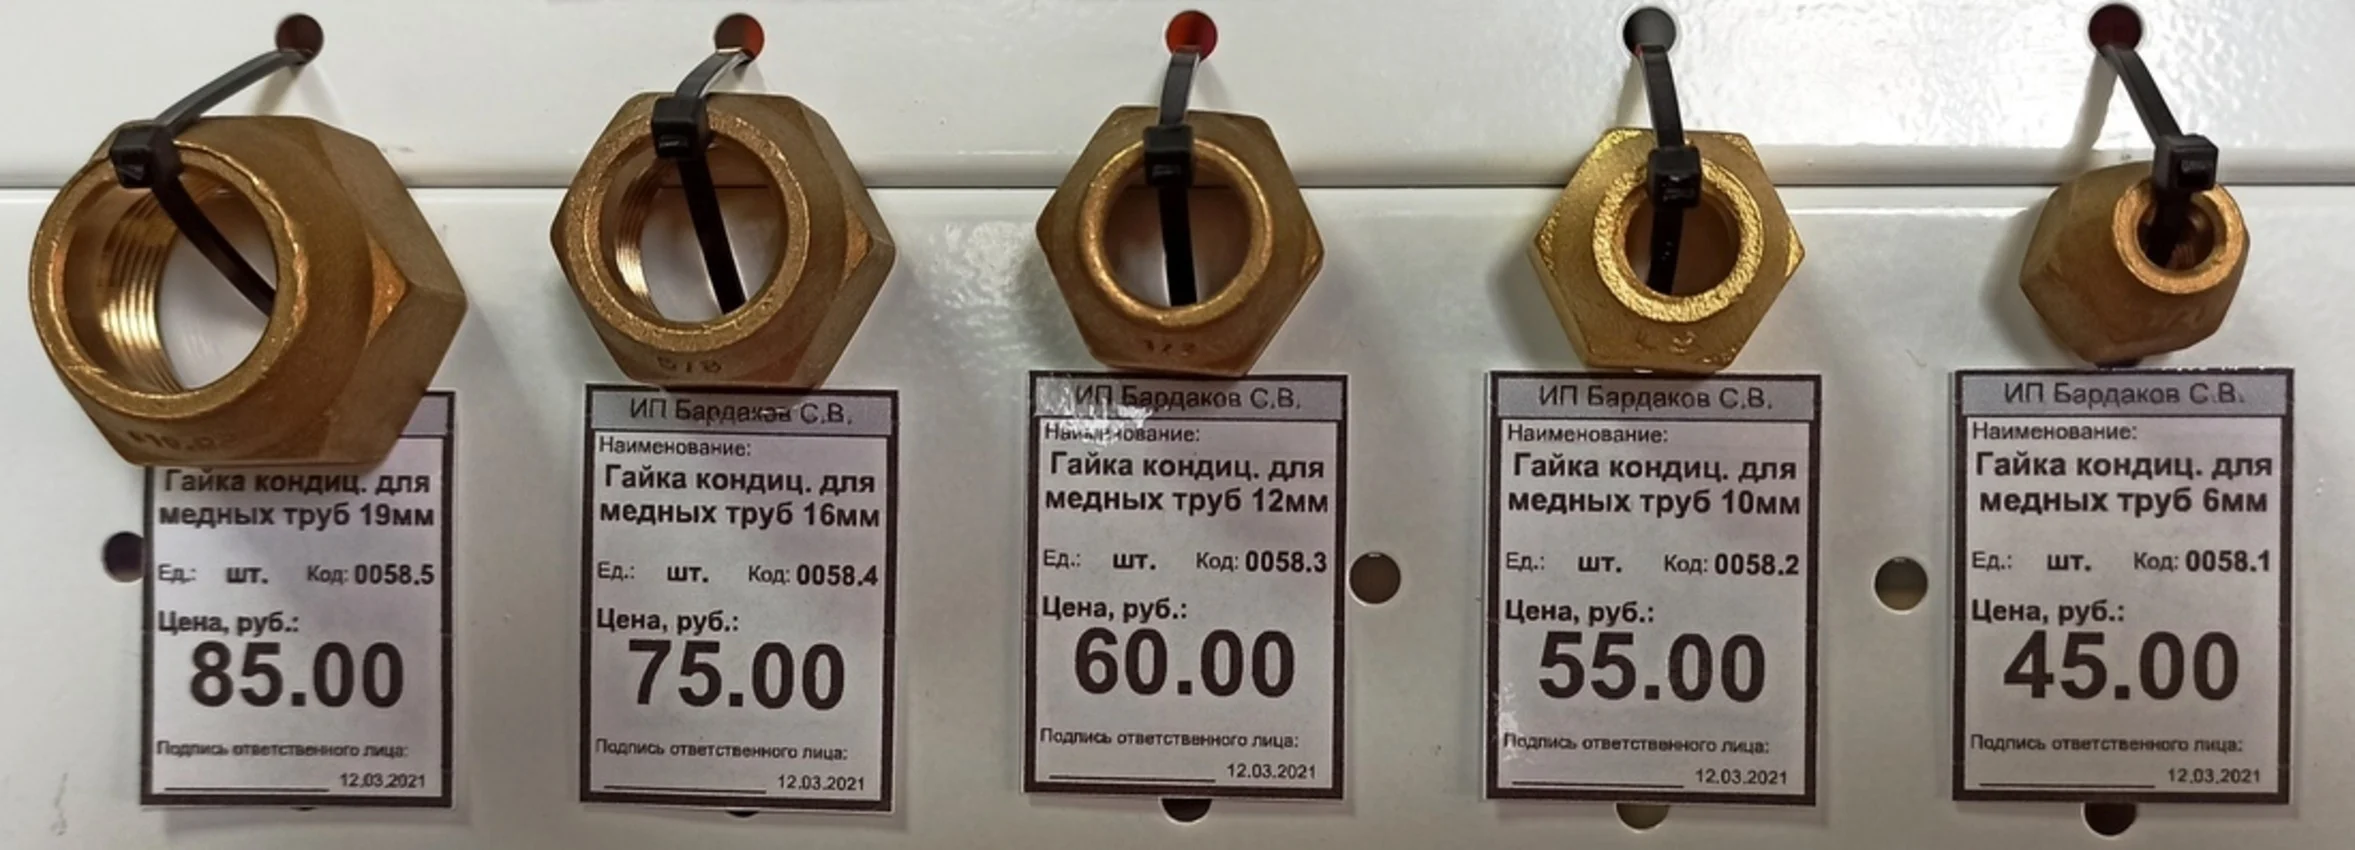 5/8
1/2
ИП Бардаков С.В.
ИП Бардаков С.В.
ИП Бардаков С.В.
ИП Бардаков С.В.
Наименование:
Наименование:
Наименование:
Наименование:
Гайка кондиц. для
медных труб 19мм
Ед.: шт. Код: 0058.5
Цена, руб.:
85.00
Подпись ответственного лица:
12.03.2021
Гайка кондиц. для
медных труб 16мм
Ед.: шт. Код: 0058.4
Цена, руб.:
75.00
Подпись ответственного лица:
12.03.2021
Гайка кондиц. для
медных труб 12мм
Ед.: шт. Код: 0058.3
Цена, руб.:
60.00
Подпись ответственного лица:
12.03.2021
Гайка кондиц. для
медных труб 10мм
Ед.: шт. Код: 0058.2
Цена, руб.:
55.00
Подпись ответственного лица:
12.03.2021
Гайка кондиц. для
медных труб 6мм
Ед.: шт. Код: 0058.1
Цена, руб.:
45.00
Подпись ответственного лица:
12.03.2021